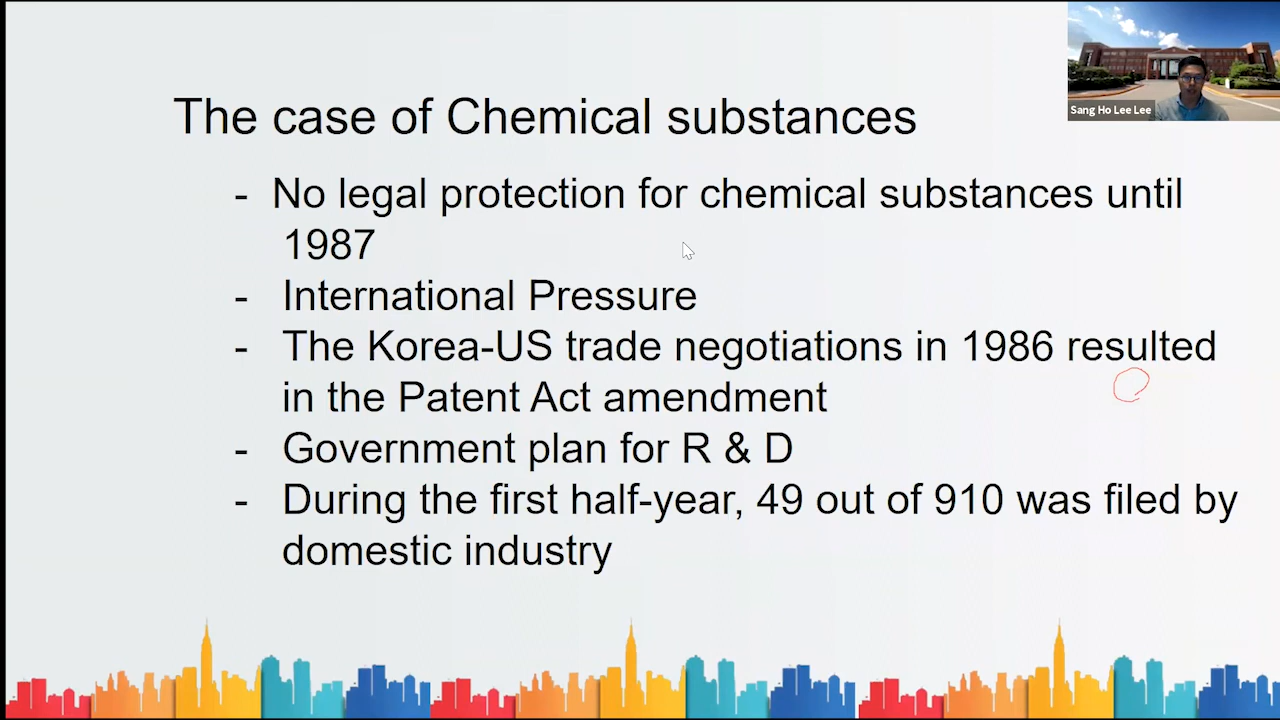 Sang Ho Lee Lee
The case of Chemical substances
- No legal protection for chemical substances until
1987
- International Pressure
- The Korea-US trade negotiations in 1986 resulted
in the Patent Act amendment
- Government plan for R & D
- During the first half-year, 49 out of 910 was filed by
domestic industry